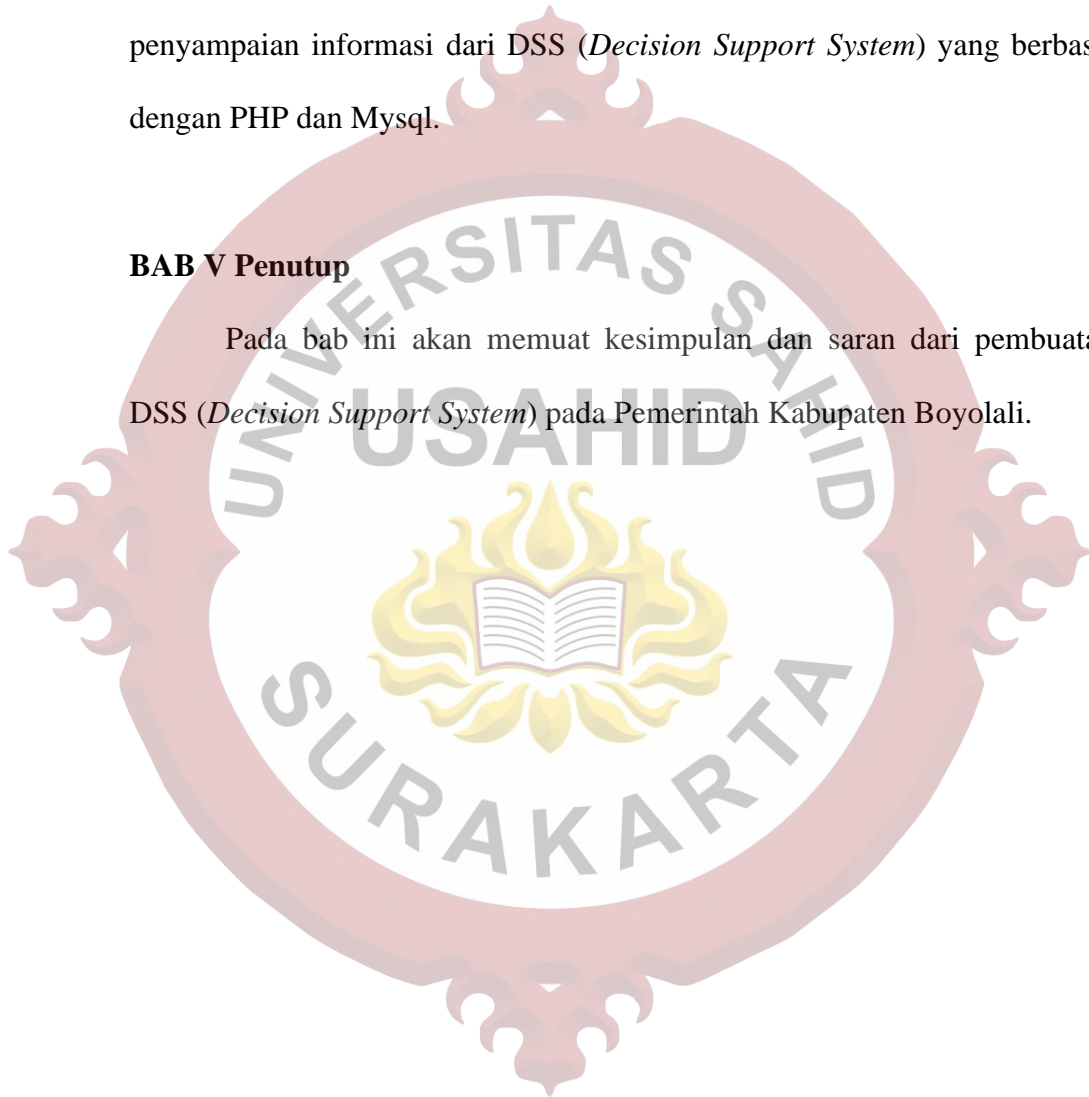 penyampaian informasi dari DSS (Decision Support System) yang berbas
dengan PHP dan Mysql.
BAB V Penutup
Pada bab ini akan memuat kesimpulan dan saran dari pembuata
DSS (Decision Support System) pada Pemerintah Kabupaten Boyolali.
UNIVERSITAS SAHID
USAHID
SURAKARTA